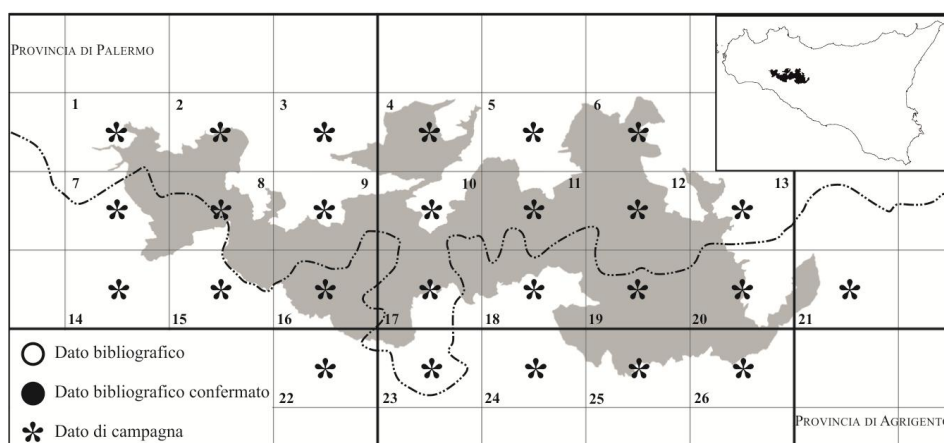 PROVINCIA DI PALERMO
1 2 3 4 5 6
7 8 9 10 11 12 13
14 15 16 17 18 19 20 21
Dato bibliografico
Dato bibliografico confermato
Dato di campagna
22 23 24 25 26
PROVINCIA DI AGRIGENTO